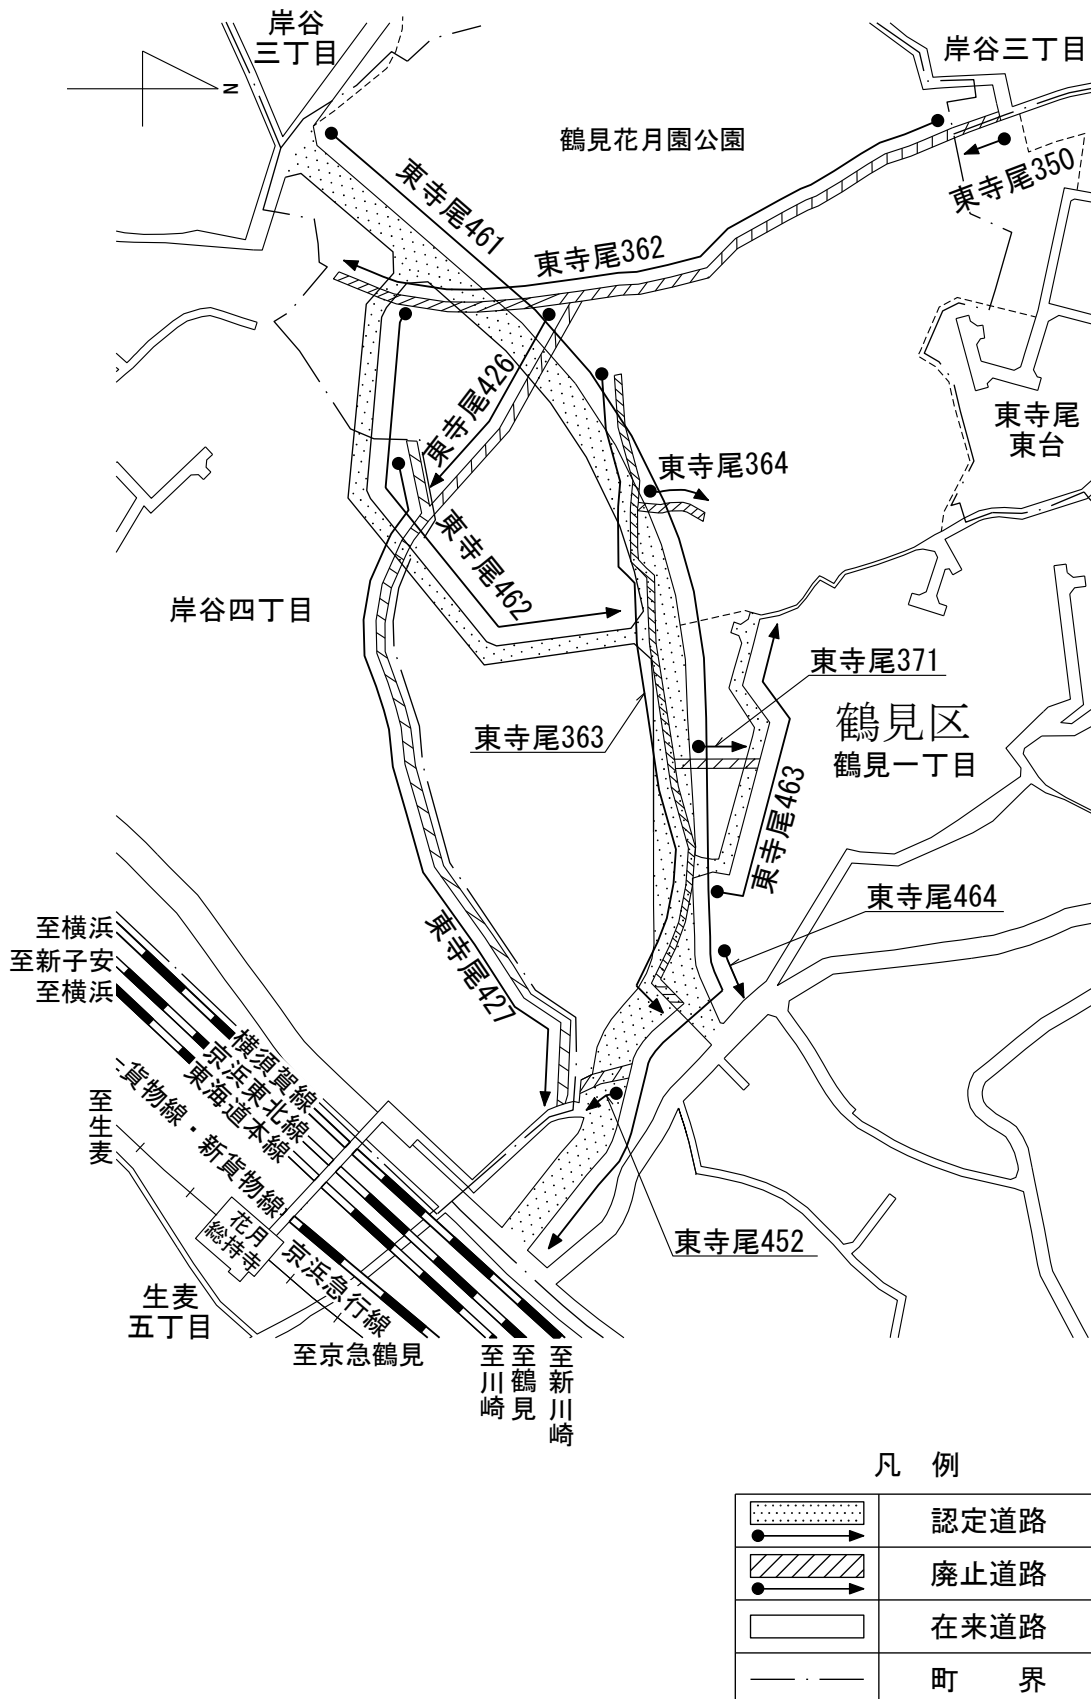 岸谷
三丁目
岸谷三丁目
N
鶴見花月園公園
東寺尾350
東寺尾461
東寺尾362
東寺尾426
東寺尾
東台
東寺尾364
東寺尾462
岸谷四丁目
東寺尾371
鶴見区
鶴見一丁目
東寺尾363
東寺尾463
東寺尾464
東寺尾427
至横浜
至新子安
至横浜
横須賀線
京浜東北線
東海道本線
貨物線・新貨物線
至生麦
花月
総持寺
京浜急行線
東寺尾452
生麦
五丁目
至京急鶴見
至川崎
至鶴見
至新川崎
凡 例
認定道路
廃止道路
在来道路
町 界